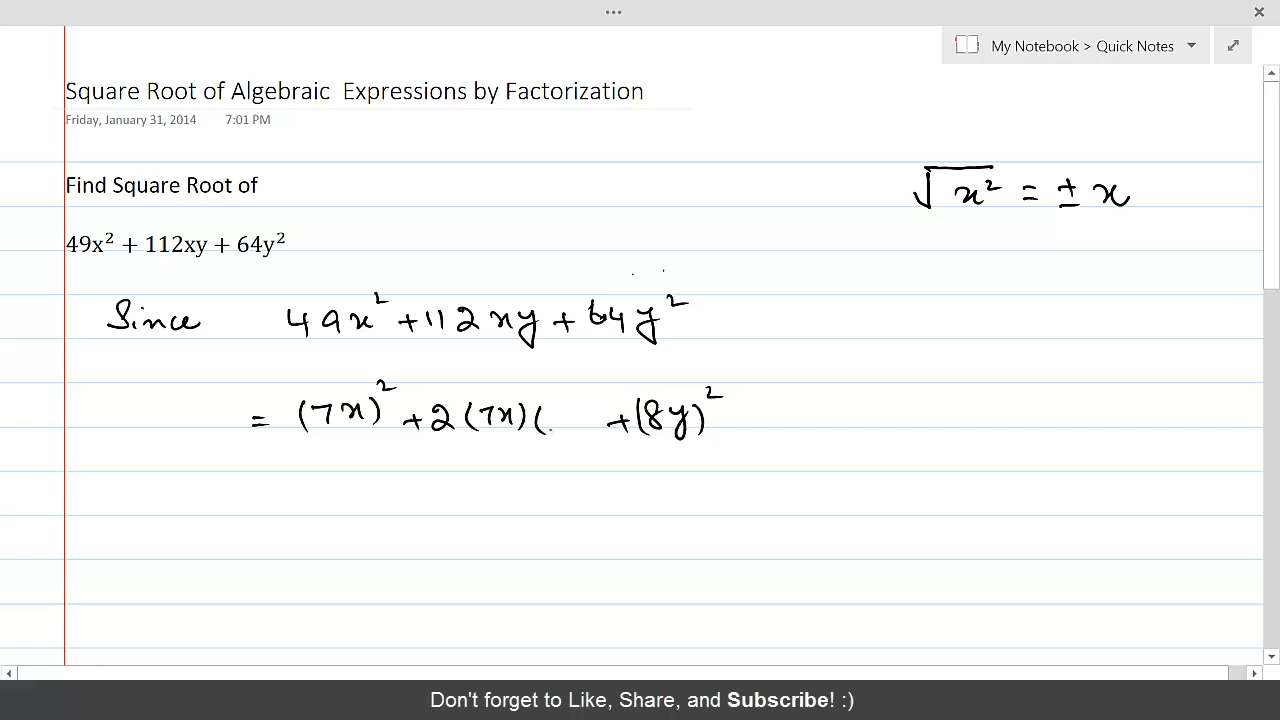 My Notebook > Quick Notes
Square Root of Algebraic Expressions by Factorization
Friday, January 31, 2014 7:01 PM
Find Square Root of
√x² = ± x
49x² + 112xy + 64y²
Since 49x² + 112xy + 64y²
= (7x)² + 2(7x)( + (8y)²
Don't forget to Like, Share, and Subscribe! :)